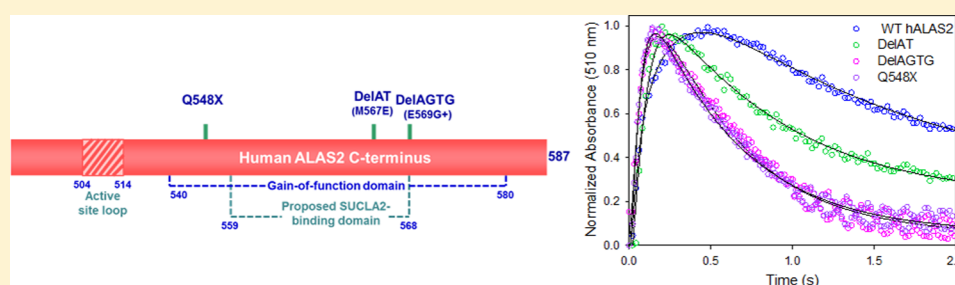 Q548X
DelAT
(M567E)
DelAGTG
(E569G+)
Human ALAS2 C-terminus
587
504
514
Active
site loop
540
Gain-of-function domain
580
Proposed SUCLA2-
binding domain
559
568
Normalized Absorbance (510 nm)
1.0
0.8
0.6
0.4
0.2
0.0
WT hALAS2
DelAT
DelAGTG
Q548X
0.0
0.5
1.0
1.5
Time (s)